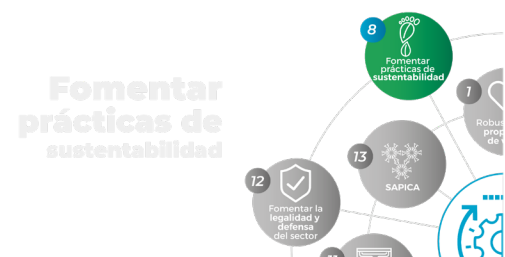 Fomentar
prácticas de
sustentabilidad
8
Fomentar
prácticas de
sustentabilidad
1
13
SAPICA
12
Fomentar la
legalidad y
defensa
del sector